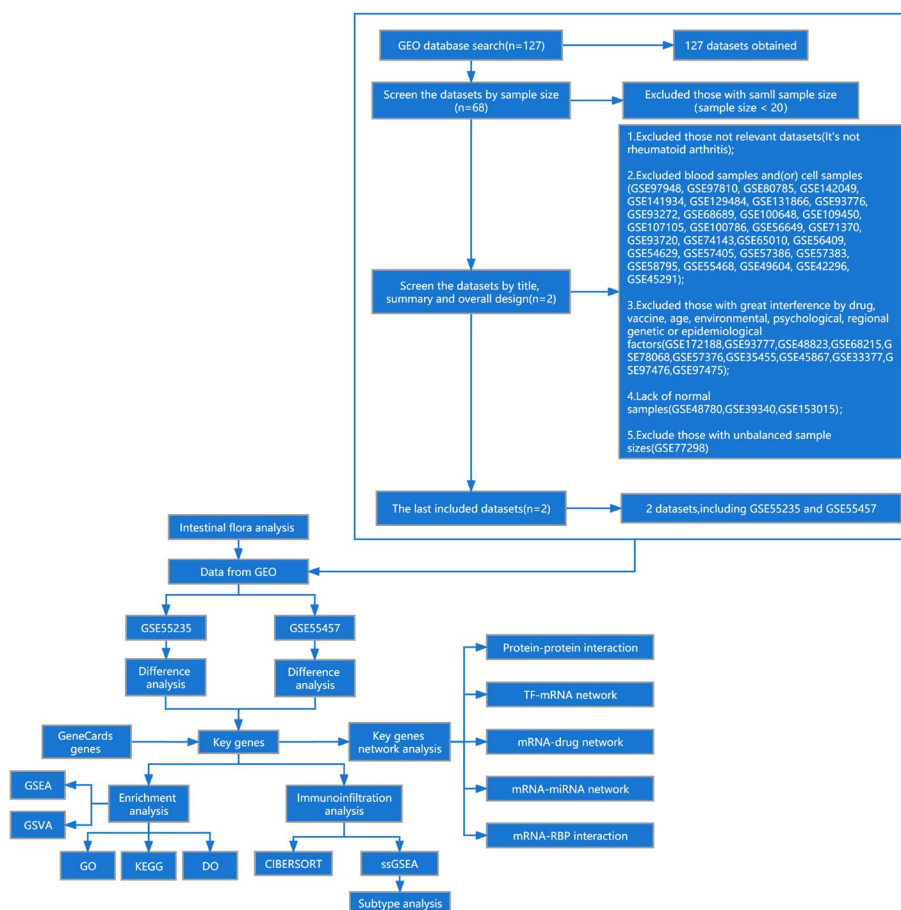 GEO database search(n=127)
127 datasets obtained
Screen the datasets by sample size
(n=68)
Excluded those with samll sample size
(sample size < 20)
1.Excluded those not relevant datasets(It's not
rheumatoid arthritis);
2.Excluded blood samples and(or) cell samples
(GSE97948, GSE97810, GSE80785, GSE142049,
GSE141934, GSE129484, GSE131866, GSE93776,
GSE93272, GSE68689, GSE100648, GSE109450,
GSE107105, GSE100786, GSE56649, GSE71370,
GSE93720, GSE74143,GSE65010, GSE56409,
GSE54629, GSE57405, GSE57386, GSE57383,
GSE58795, GSE55468, GSE49604, GSE42296,
GSE45291);
Screen the datasets by title,
summary and overall design(n=2)
3.Excluded those with great interference by drug,
vaccine, age, environmental, psychological, regional
genetic or epidemiological
factors(GSE172188,GSE93777,GSE48823,GSE68215,G
SE78068,GSE57376,GSE35455,GSE45867,GSE33377,G
SE97476,GSE97475);
4.Lack of normal
samples(GSE48780,GSE39340,GSE153015);
5.Exclude those with unbalanced sample
sizes(GSE77298)
The last included datasets(n=2)
2 datasets,including GSE55235 and GSE55457
Intestinal flora analysis
Data from GEO
GSE55235
GSE55457
Difference
analysis
Difference
analysis
GeneCards
genes
Key genes
Key genes
network analysis
Protein-protein interaction
TF-mRNA network
mRNA-drug network
mRNA-miRNA network
mRNA-RBP interaction
GSEA
GSVA
Enrichment
analysis
Immunoinfiltration
analysis
GO
KEGG
DO
CIBERSORT
ssGSEA
Subtype analysis